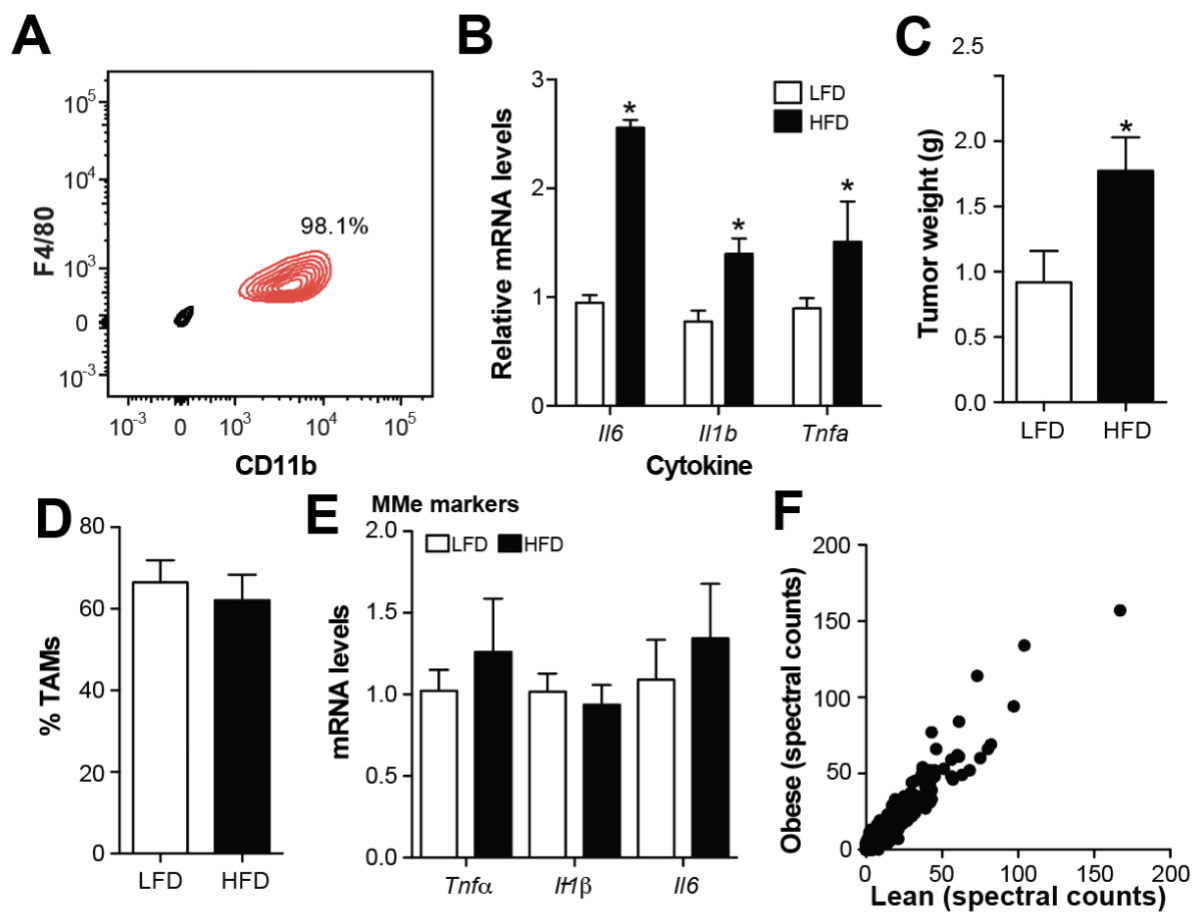 A
F4/80
10^5
10^4
10^3
0
10^-3
98.1%
10^-3 0 10^3 10^4 10^5
CD11b
B
Relative mRNA levels
3
2
1
0
LFD
HFD
*
*
*
Il6 Il1b Tnfa
Cytokine
C
2.5
Tumor weight (g)
2.0
1.5
1.0
0.5
0.0
*
LFD HFD
D
% TAMs
80
60
40
20
0
LFD HFD
E
MMe markers
mRNA levels
2.0
1.5
1.0
0.5
0.0
LFD HFD
Tnfα Il1β Il6
F
Obese (spectral counts)
200
150
100
50
0
0 50 100 150 200
Lean (spectral counts)